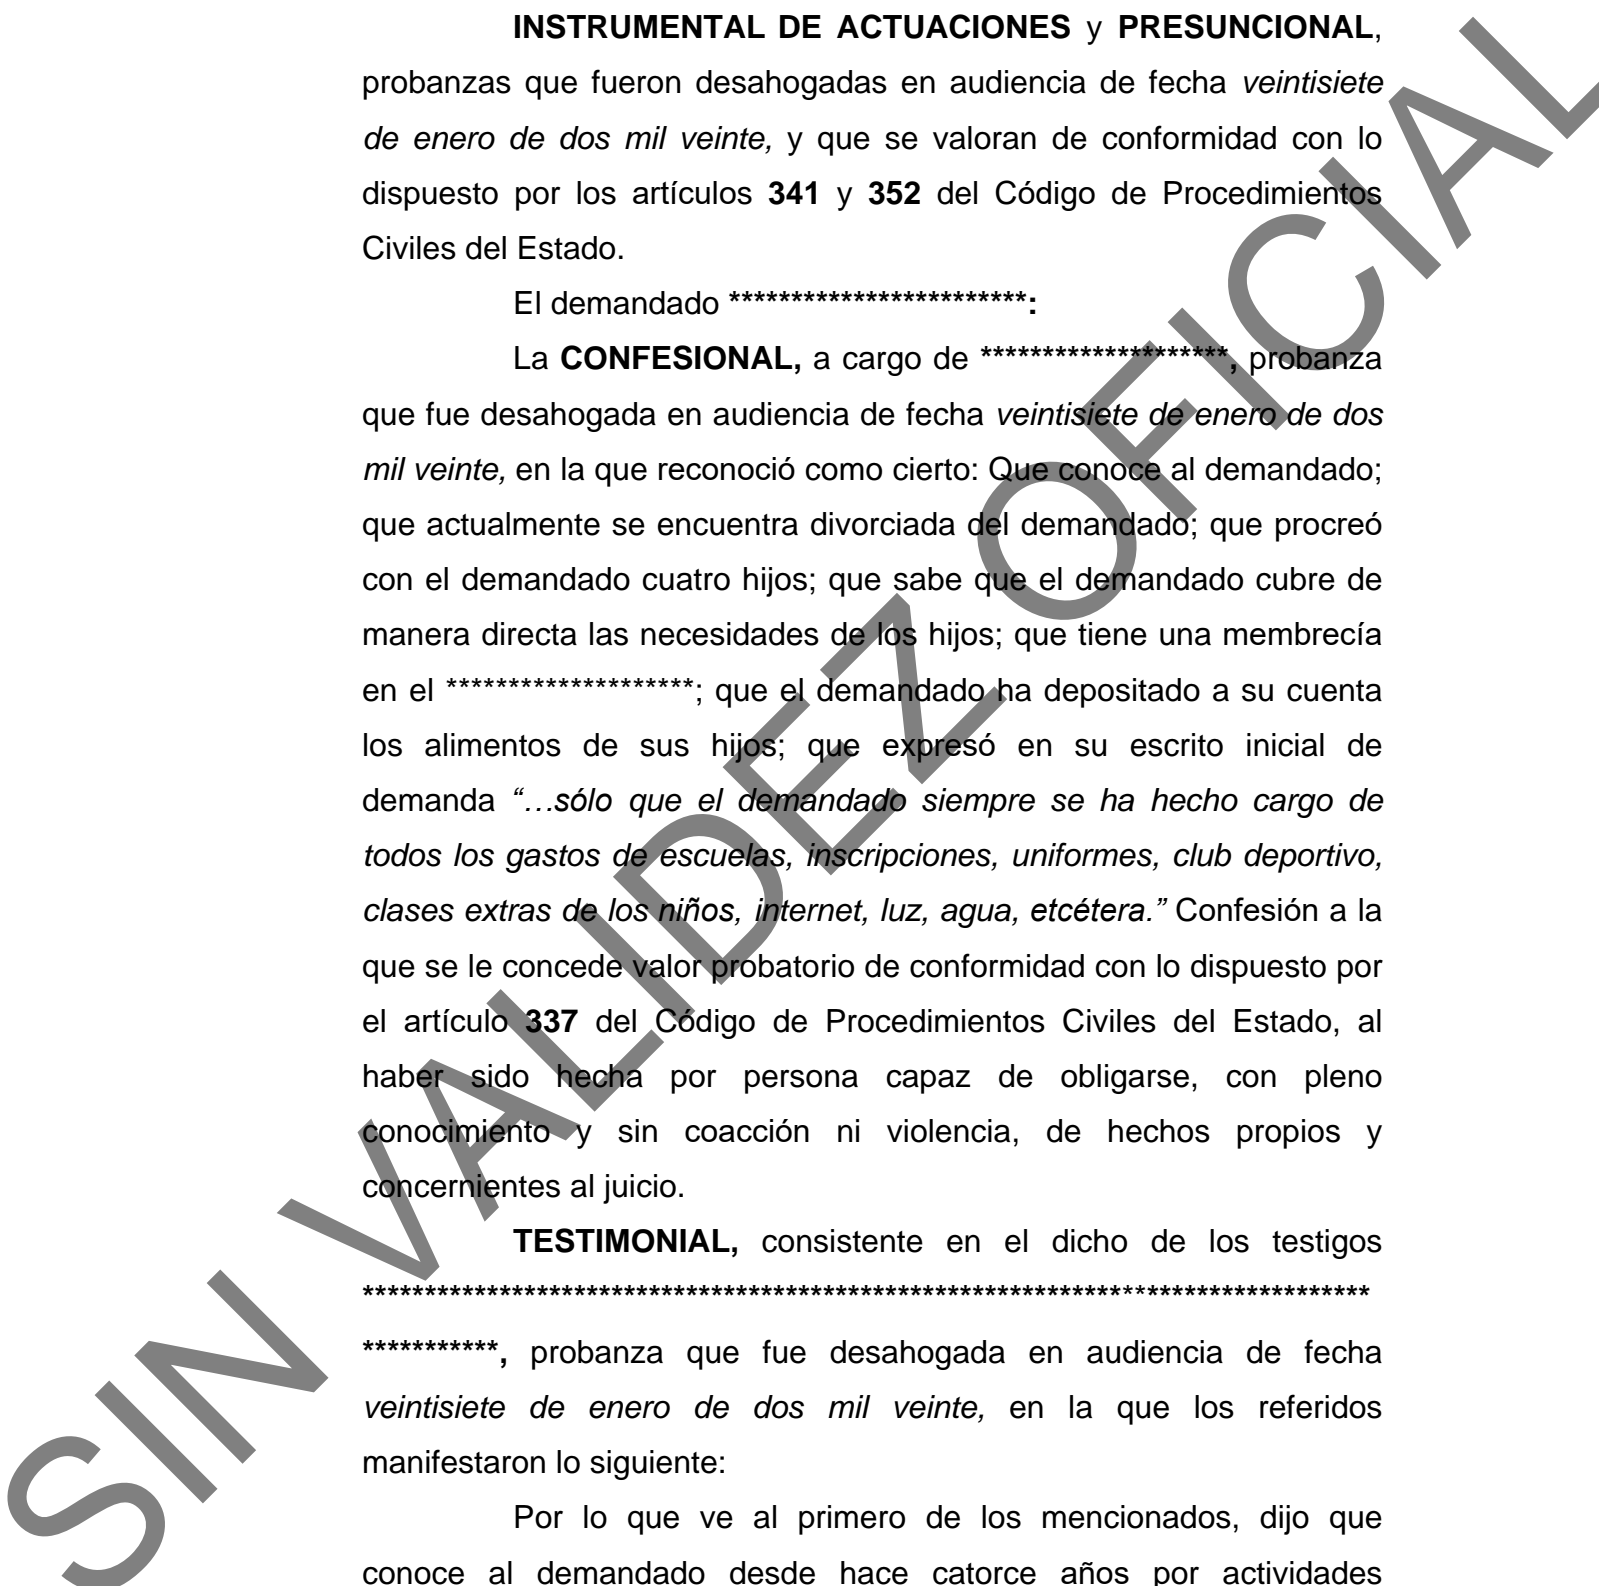 INSTRUMENTAL DE ACTUACIONES y PRESUNCIONAL,
probanzas que fueron desahogadas en audiencia de fecha veintisiete
de enero de dos mil veinte, y que se valoran de conformidad con lo
dispuesto por los artículos 341 y 352 del Código de Procedimientos
Civiles del Estado.
El demandado ************************:
La CONFESIONAL, a cargo de ********************, probanza
que fue desahogada en audiencia de fecha veintisiete de enero de dos
mil veinte, en la que reconoció como cierto: Que conoce al demandado;
que actualmente se encuentra divorciada del demandado; que procreó
con el demandado cuatro hijos; que sabe que el demandado cubre de
manera directa las necesidades de los hijos; que tiene una membrecía
en el ********************; que el demandado ha depositado a su cuenta
los alimentos de sus hijos; que expresó en su escrito inicial de
demanda “…sólo que el demandado siempre se ha hecho cargo de
todos los gastos de escuelas, inscripciones, uniformes, club deportivo,
clases extras de los niños, internet, luz, agua, etcétera.” Confesión a la
que se le concede valor probatorio de conformidad con lo dispuesto por
el artículo 337 del Código de Procedimientos Civiles del Estado, al
haber sido hecha por persona capaz de obligarse, con pleno
conocimiento y sin coacción ni violencia, de hechos propios y
concernientes al juicio.
TESTIMONIAL, consistente en el dicho de los testigos
*********************************************************************************
***********, probanza que fue desahogada en audiencia de fecha
veintisiete de enero de dos mil veinte, en la que los referidos
manifestaron lo siguiente:
Por lo que ve al primero de los mencionados, dijo que
conoce al demandado desde hace catorce años por actividades
SIN VALIDEZ OFICIAL